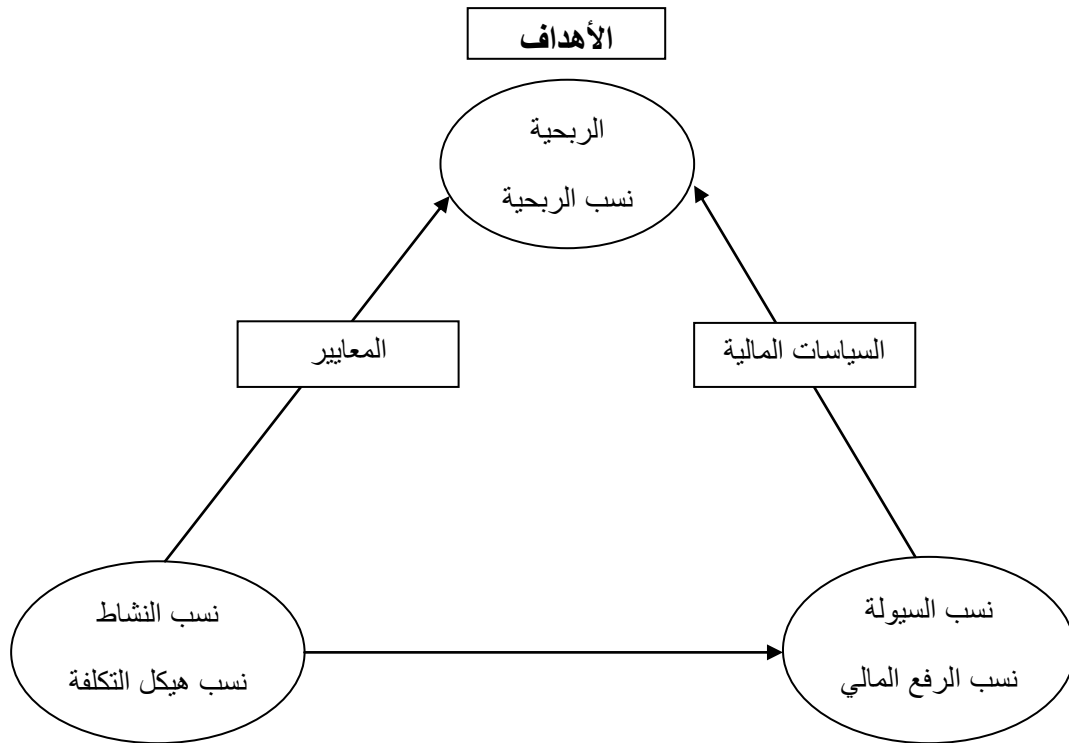 الأهداف
الربحية
نسب الربحية
السياسات المالية
المعايير
نسب السيولة
نسب الرفع المالي
نسب النشاط
نسب هيكل التكلفة